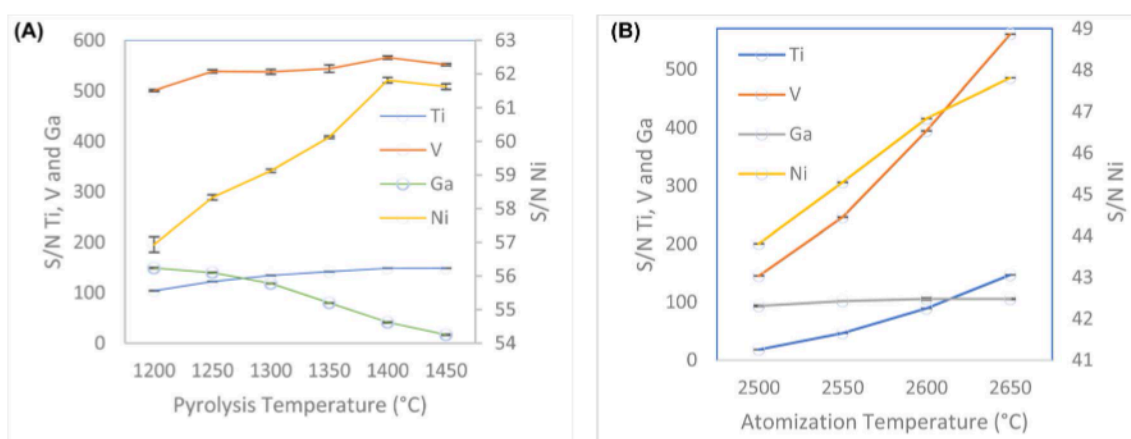 (A)
S/N Ti, V and Ga
600
500
400
300
200
100
0
Ti
V
Ga
Ni
63
62
61
60
59
58
57
56
55
54
S/N Ni
1200 1250 1300 1350 1400 1450
Pyrolysis Temperature (°C)
(B)
S/N Ti, V and Ga
500
400
300
200
100
0
Ti
V
Ga
Ni
49
48
47
46
45
44
43
42
41
S/N Ni
2500 2550 2600 2650
Atomization Temperature (°C)